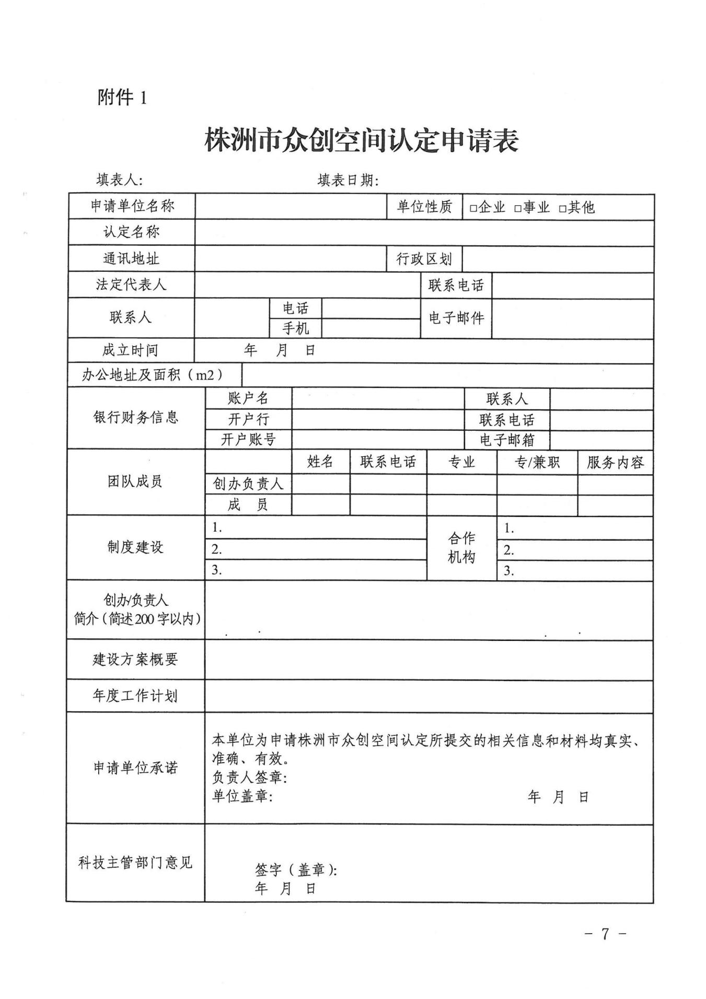 附件 1
株洲市众创空间认定申请表
填表人: 填表日期:
申请单位名称 单位性质 □企业 □事业 □其他
认定名称
通讯地址 行政区划
法定代表人 联系电话
联系人 电话 电子邮件
手机
成立时间 年 月 日
办公地址及面积（m2）
银行财务信息 账户名 联系人
开户行 联系电话
开户账号 电子邮箱
团队成员 姓名 联系电话 专业 专/兼职 服务内容
创办负责人
成 员
制度建设 1. 合作机构 1.
2. 2.
3. 3.
创办/负责人
简介（简述200 字以内）
建设方案概要
年度工作计划
申请单位承诺
本单位为申请株洲市众创空间认定所提交的相关信息和材料均真实、
准确、有效。
负责人签章:
单位盖章: 年 月 日
科技主管部门意见
签字（盖章）:
年 月 日
- 7 -